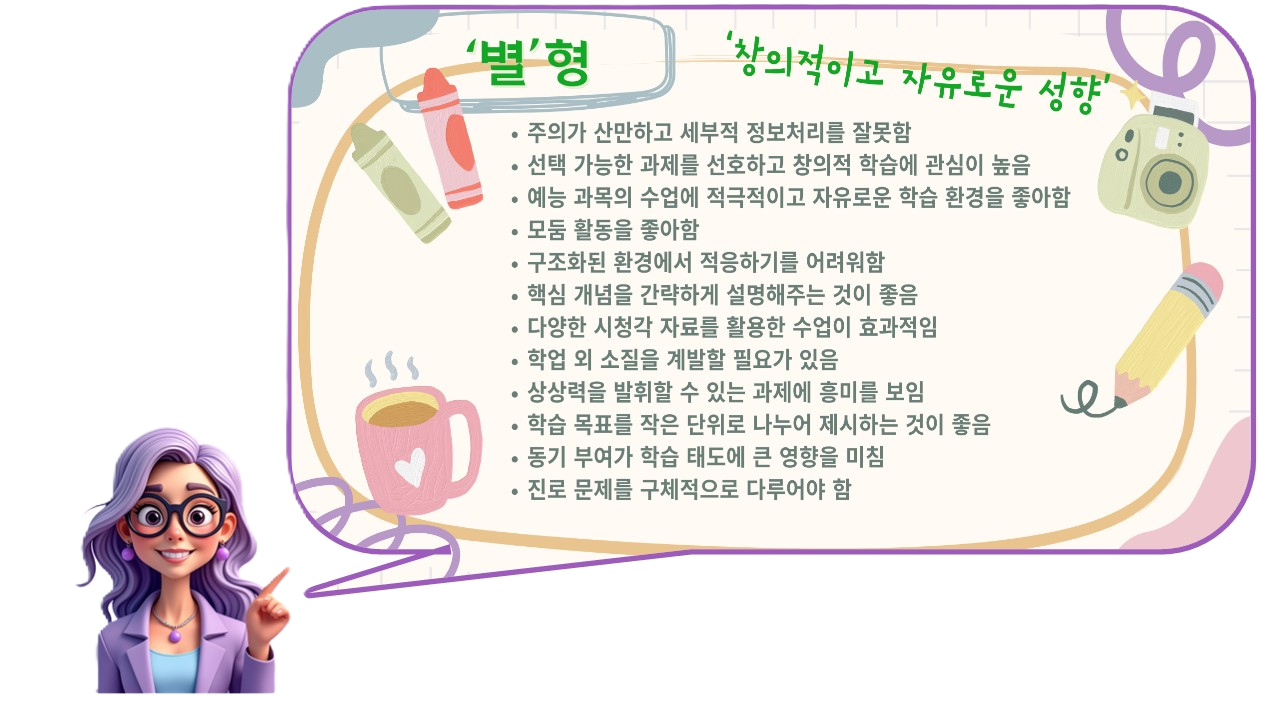 ‘별’형
‘창의적이고 자유로운 성향’
• 주의가 산만하고 세부적 정보처리를 잘못함
• 선택 가능한 과제를 선호하고 창의적 학습에 관심이 높음
• 예능 과목의 수업에 적극적이고 자유로운 학습 환경을 좋아함
• 모둠 활동을 좋아함
• 구조화된 환경에서 적응하기를 어려워함
• 핵심 개념을 간략하게 설명해주는 것이 좋음
• 다양한 시청각 자료를 활용한 수업이 효과적임
• 학업 외 소질을 계발할 필요가 있음
• 상상력을 발휘할 수 있는 과제에 흥미를 보임
• 학습 목표를 작은 단위로 나누어 제시하는 것이 좋음
• 동기 부여가 학습 태도에 큰 영향을 미침
• 진로 문제를 구체적으로 다루어야 함